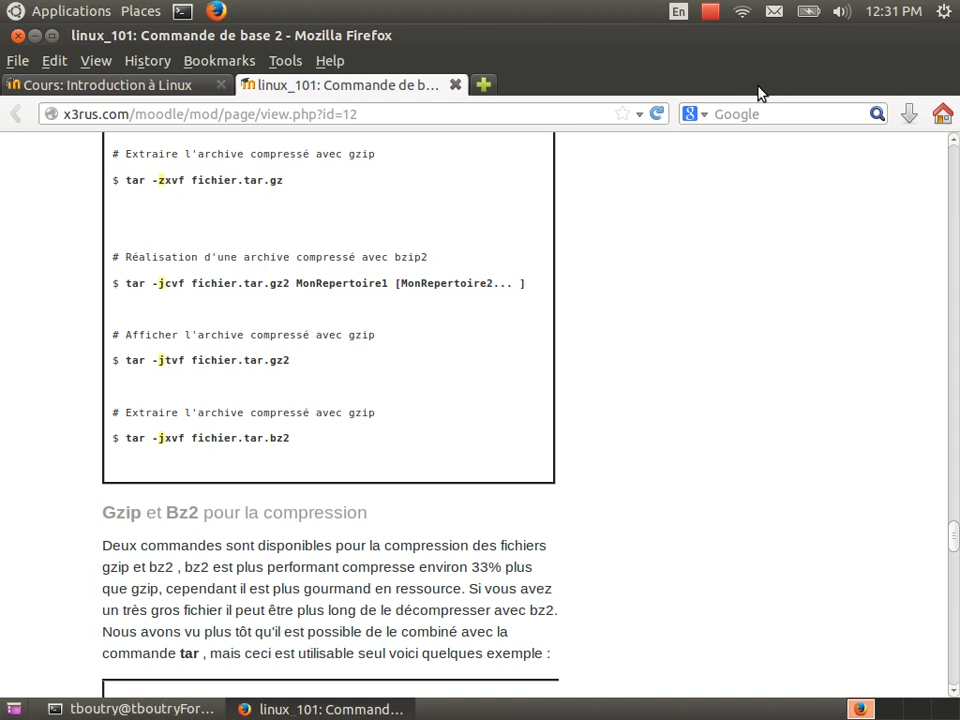 Applications Places En 12:31 PM
linux_101: Commande de base 2 - Mozilla Firefox
File Edit View History Bookmarks Tools Help
Cours: Introduction à Linux linux_101: Commande de b...
x3rus.com/moodle/mod/page/view.php?id=12 Google
# Extraire l'archive compressé avec gzip
$ tar -zxvf fichier.tar.gz
# Réalisation d'une archive compressé avec bzip2
$ tar -jcvf fichier.tar.gz2 MonRepertoire1 [MonRepertoire2... ]
# Afficher l'archive compressé avec gzip
$ tar -jtvf fichier.tar.gz2
# Extraire l'archive compressé avec gzip
$ tar -jxvf fichier.tar.bz2
Gzip et Bz2 pour la compression
Deux commandes sont disponibles pour la compression des fichiers
gzip et bz2 , bz2 est plus performant compresse environ 33% plus
que gzip, cependant il est plus gourmand en ressource. Si vous avez
un très gros fichier il peut être plus long de le décompresser avec bz2.
Nous avons vu plus tôt qu'il est possible de le combiné avec la
commande tar , mais ceci est utilisable seul voici quelques exemple :
tboutry@tboutryFor... linux_101: Command...